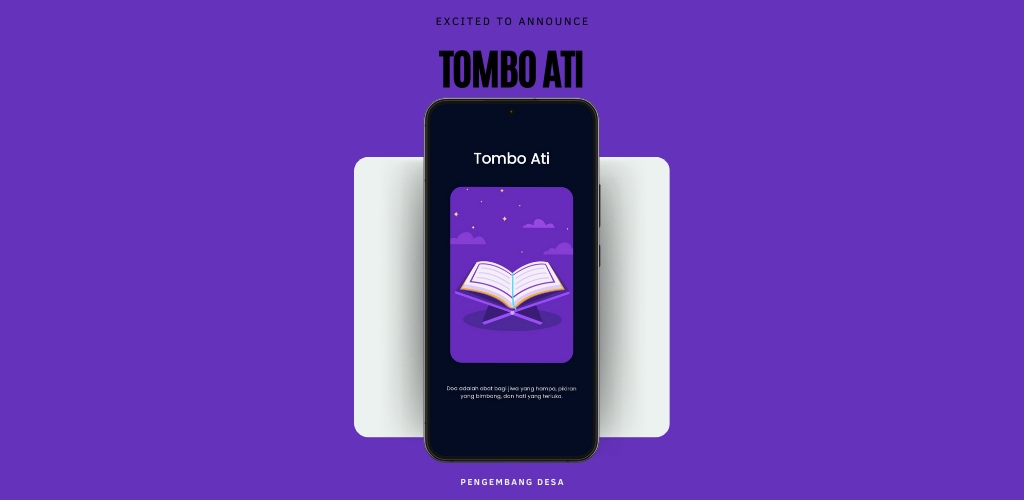 EXCITED TO ANNOUNCE
TOMBO ATI
Tombo Ati
Doa adalah obat bagi jiwa yang hampa, pikiran
yang bimbang, dan hati yang terluka.
PENGEMBANG DESA